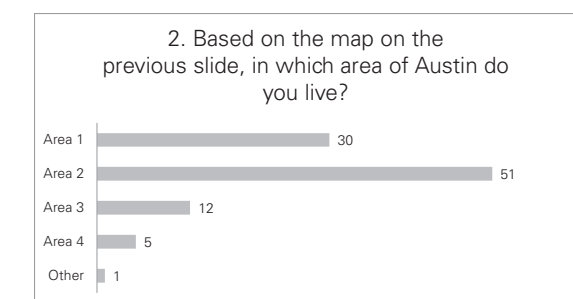 2. Based on the map on the
previous slide, in which area of Austin do
you live?
Area 1 30
Area 2 51
Area 3 12
Area 4 5
Other 1